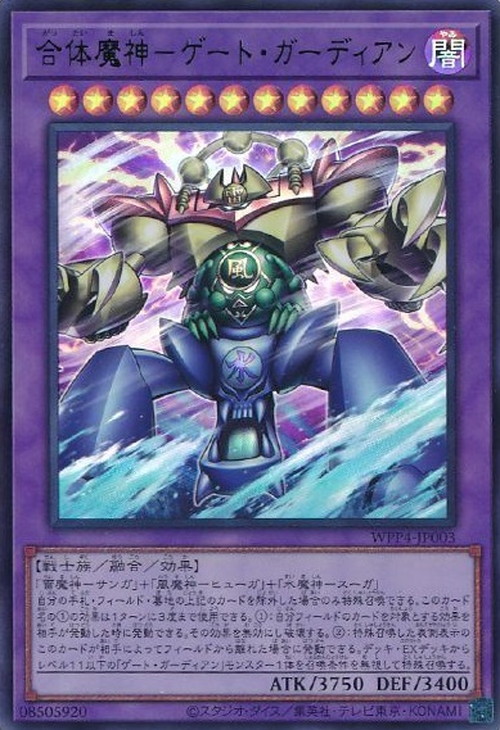 合体魔神－ゲート・ガーディアン
闇
雷
風
水
WPP4-JP003
【戦士族／融合／効果】
「雷魔神－サンガ」＋「風魔神－ヒューガ」＋「水魔神－スーガ」
自分の手札・フィールド・墓地の上記のカードを除外した場合のみ特殊召喚できる。このカード
名の①の効果は1ターンに3度まで使用できる。①：自分フィールドのカードを対象とする効果を
相手が発動した時に発動できる。その効果を無効にし破壊する。②：特殊召喚した表側表示の
このカードが相手によってフィールドから離れた場合に発動できる。デッキ・EXデッキから
レベル11以下の「ゲート・ガーディアン」モンスター1体を召喚条件を無視して特殊召喚する。
ATK/3750 DEF/3400
08505920
©スタジオ・ダイス／集英社・テレビ東京・KONAMI